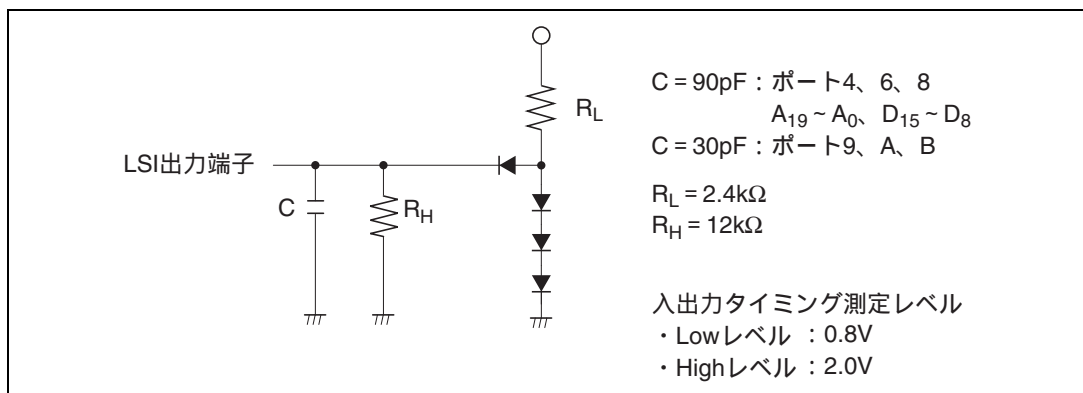 C = 90pF : ポート4、6、8
A19 ~ A0、D15 ~ D8
C = 30pF : ポート9、A、B
RL = 2.4kΩ
RH = 12kΩ
RL
LSI出力端子
C
RH
入出力タイミング測定レベル
・Lowレベル : 0.8V
・Highレベル : 2.0V